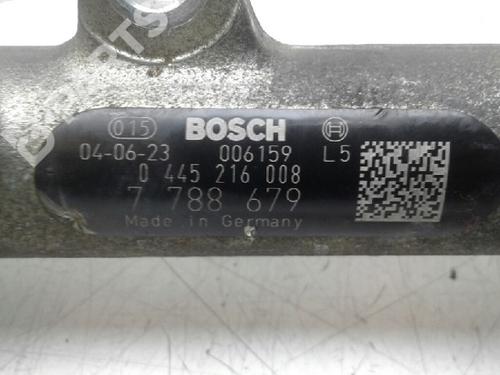 015 BOSCH
04-06-23 006159 L5
0 445 216 008
7 788 679
Made in Germany